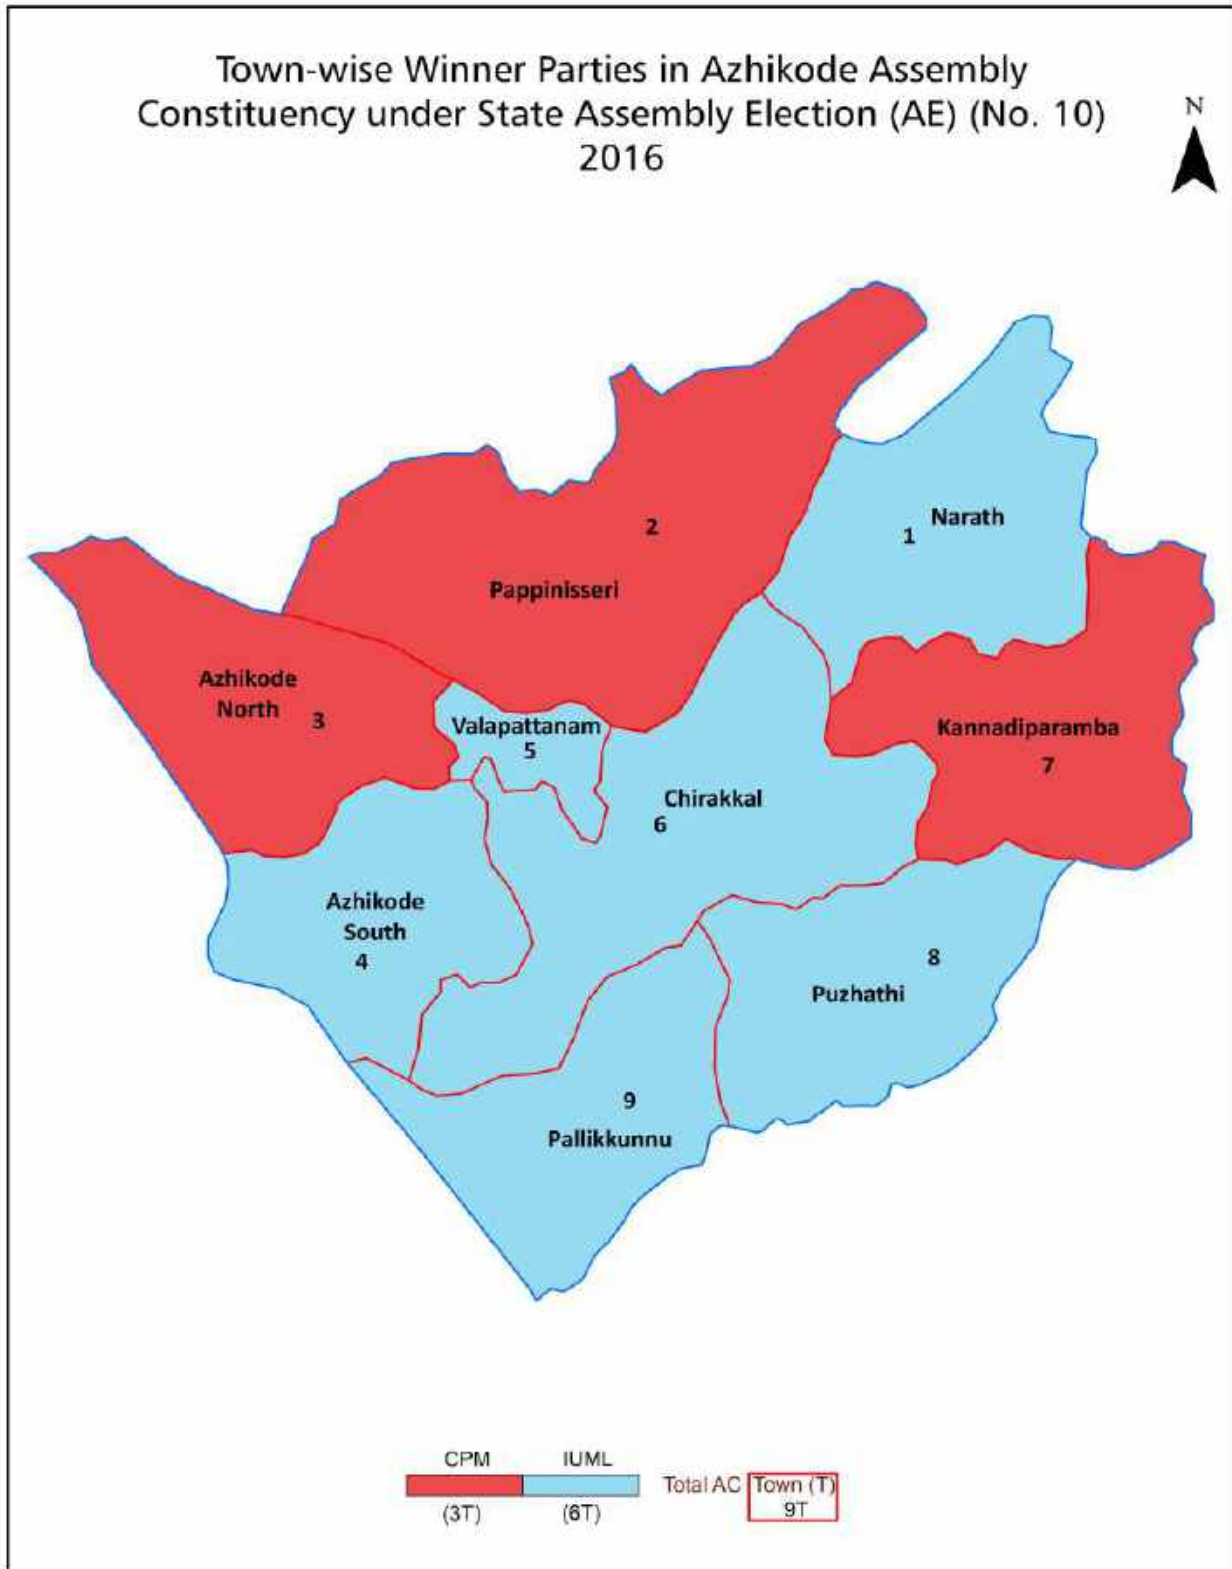 Town-wise Winner Parties in Azhikode Assembly
Constituency under State Assembly Election (AE) (No. 10)
2016
N
2
Pappinisseri
Narath
1
Azhikode
North 3
Valapattanam
5
Kannadiparamba
7
Chirakkal
6
Azhikode
South
4
8
Puzhathi
9
Pallikkunnu
CPM IUML
Total AC Town (T)
(3T) (6T) 9T